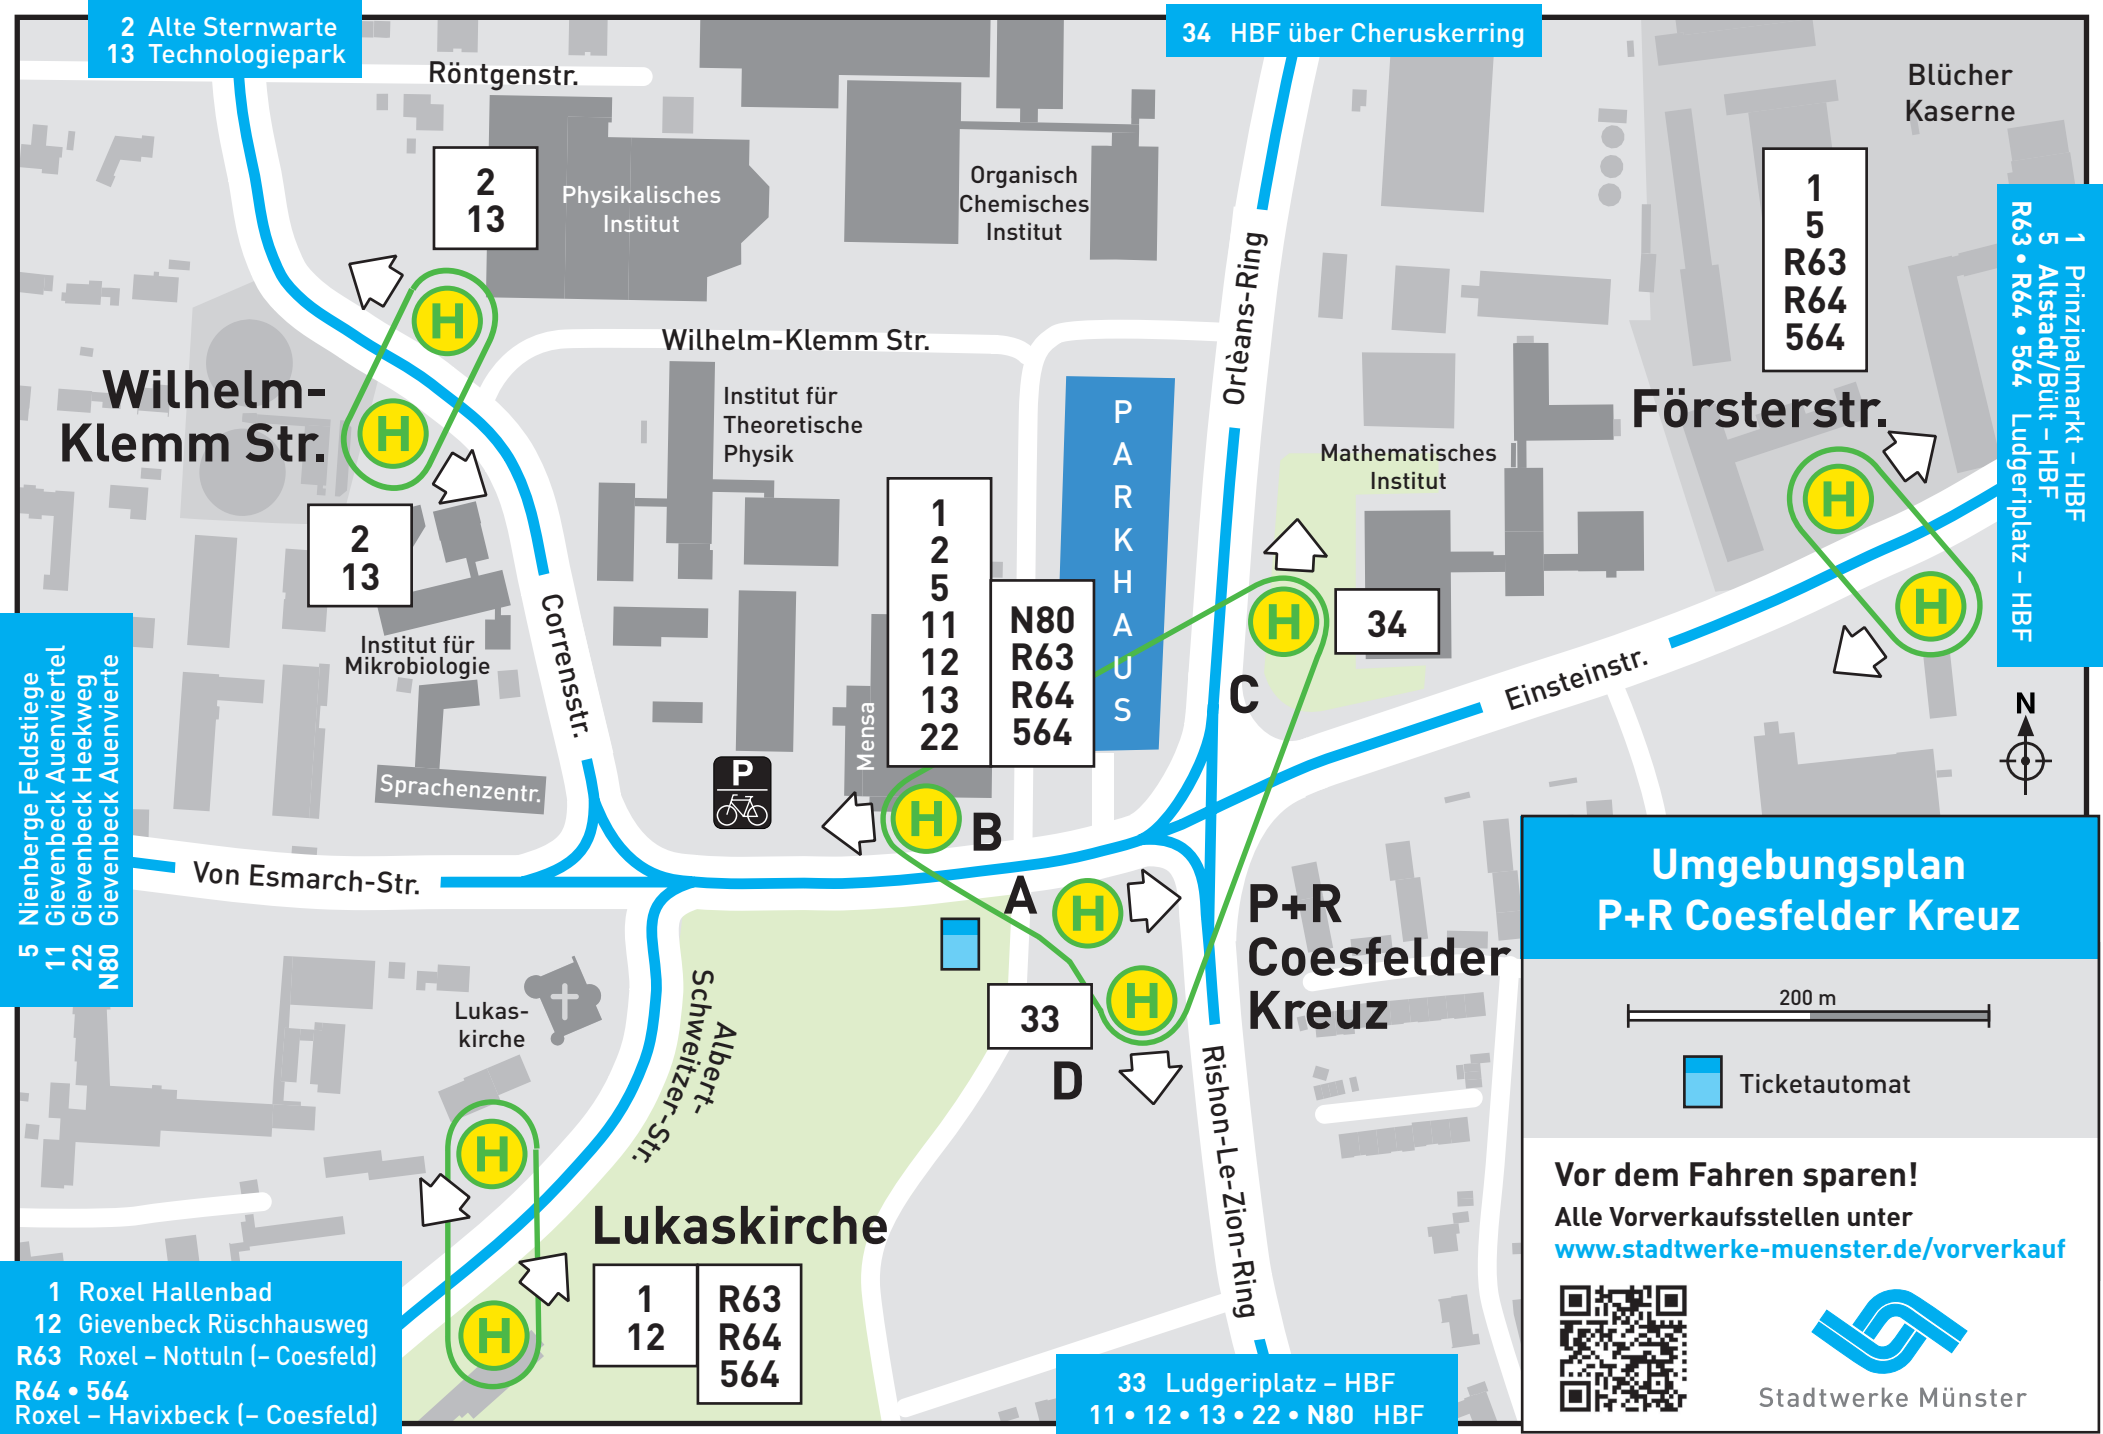 2 Alte Sternwarte
13 Technologiepark
34 HBF über Cheruskerring
Röntgenstr.
Blücher
Kaserne
2
13
Physikalisches
Institut
Organisch
Chemisches
Institut
1
5
R63
R64
564
1 Prinzipalmarkt – HBF
5 Altstadt/Bült – HBF
R63 • R64 • 564 Ludgeriplatz – HBF
Orlèans-Ring
H
Wilhelm-Klemm Str.
Wilhelm-
Klemm Str.
H
Institut für
Theoretische
Physik
PARKHAUS
Försterstr.
Mathematisches
Institut
H
H
2
13
1
2
5
11
12
13
22
N80
R63
R64
564
H
34
Institut für
Mikrobiologie
Corrensstr.
Einsteinstr.
C
N
5 Nienberge Feldstiege
11 Gievenbeck Auenviertel
22 Gievenbeck Heekweg
N80 Gievenbeck Auenvierte
Mensa
Sprachenzentr.
P
H
B
Von Esmarch-Str.
A
H
P+R
Coesfelder
Kreuz
H
33
D
Umgebungsplan
P+R Coesfelder Kreuz
200 m
Ticketautomat
Lukas-
kirche
Albert-
Schweitzer-Str.
Rishon-Le-Zion-Ring
H
H
Lukaskirche
1
12
R63
R64
564
Vor dem Fahren sparen!
Alle Vorverkaufsstellen unter
www.stadtwerke-muenster.de/vorverkauf
Stadtwerke Münster
1 Roxel Hallenbad
12 Gievenbeck Rüschhausweg
R63 Roxel – Nottuln (– Coesfeld)
R64 • 564
Roxel – Havixbeck (– Coesfeld)
33 Ludgeriplatz – HBF
11 • 12 • 13 • 22 • N80 HBF